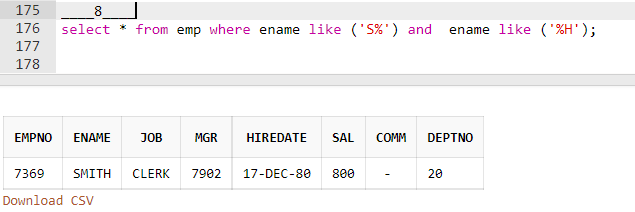 175 ____8____
176 select * from emp where ename like ('S%') and  ename like ('%H');
177
178
EMPNO ENAME JOB MGR HIREDATE SAL COMM DEPTNO
7369 SMITH CLERK 7902 17-DEC-80 800 - 20
Download CSV